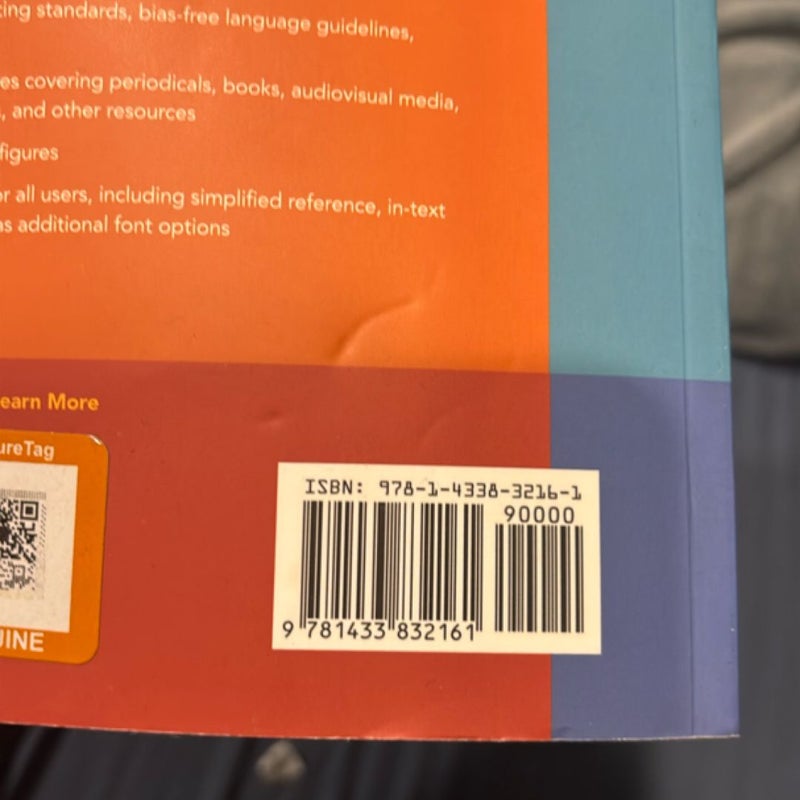 ting standards, bias-free language guidelines,
es covering periodicals, books, audiovisual media,
, and other resources
figures
or all users, including simplified reference, in-text
as additional font options
earn More
ureTag
UINE
ISBN: 978-1-4338-3216-1
90000
9 781433 832161